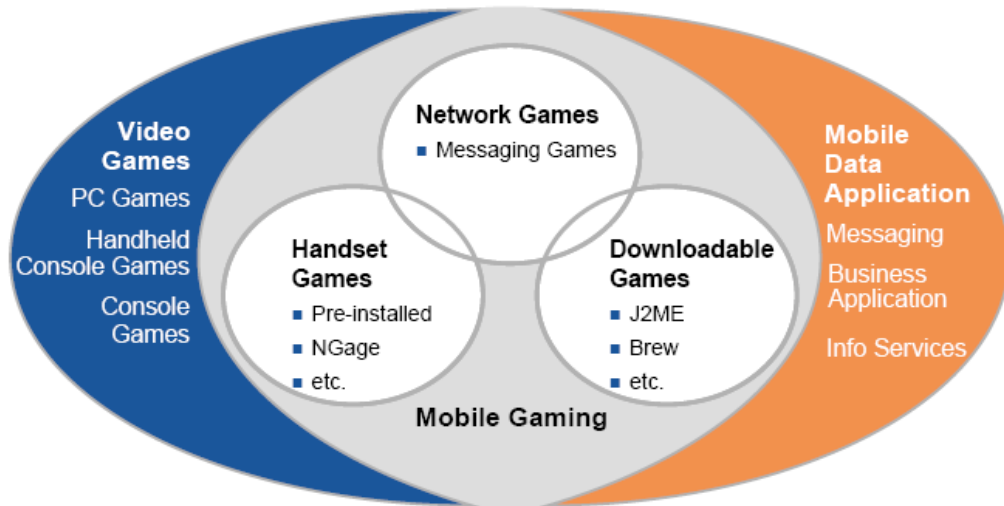 Video
Games
PC Games
Handheld
Console Games
Console
Games
Network Games
Messaging Games
Handset
Games
Pre-installed
NGage
etc.
Downloadable
Games
J2ME
Brew
etc.
Mobile Gaming
Mobile
Data
Application
Messaging
Business
Application
Info Services